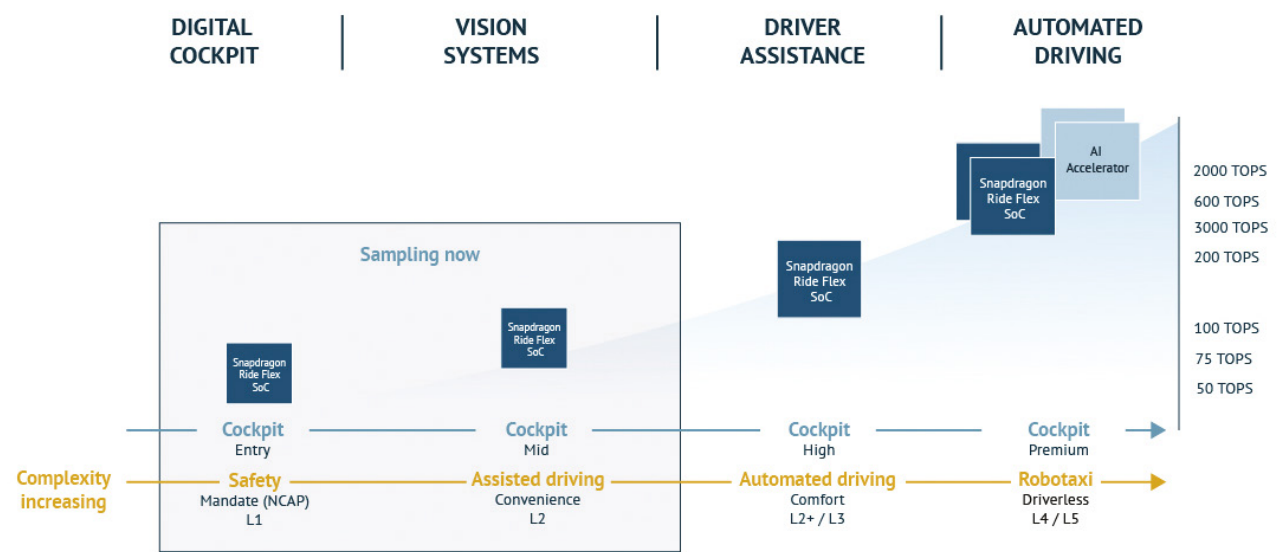 DIGITAL
COCKPIT
VISION
SYSTEMS
DRIVER
ASSISTANCE
AUTOMATED
DRIVING
AI
Accelerator
Snapdragon
Ride Flex
SoC
2000 TOPS
600 TOPS
3000 TOPS
200 TOPS
100 TOPS
75 TOPS
50 TOPS
Sampling now
Snapdragon
Ride Flex
SoC
Snapdragon
Ride Flex
SoC
Snapdragon
Ride Flex
SoC
Cockpit
Entry
Cockpit
Mid
Cockpit
High
Cockpit
Premium
Complexity
increasing
Safety
Mandate (NCAP)
L1
Assisted driving
Convenience
L2
Automated driving
Comfort
L2+ / L3
Robotaxi
Driverless
L4 / L5